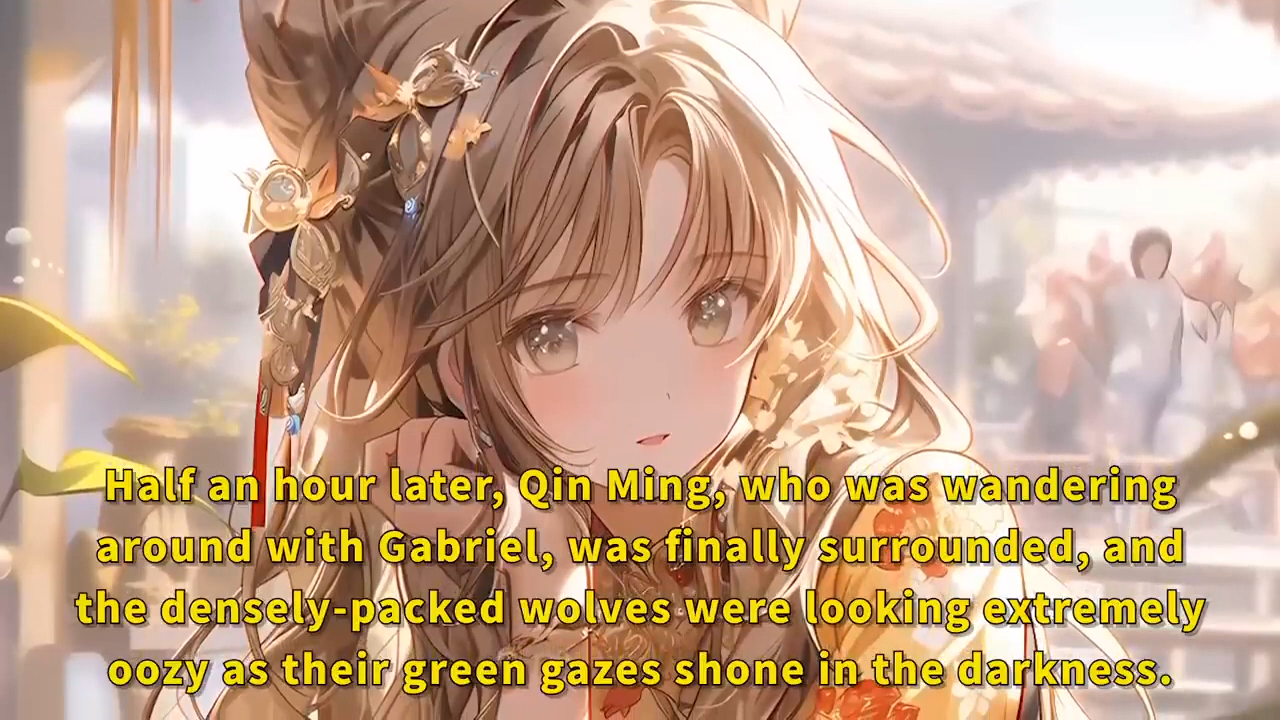 Half an hour later, Qin Ming, who was wandering
around with Gabriel, was finally surrounded, and
the densely-packed wolves were looking extremely
oozy as their green gazes shone in the darkness.